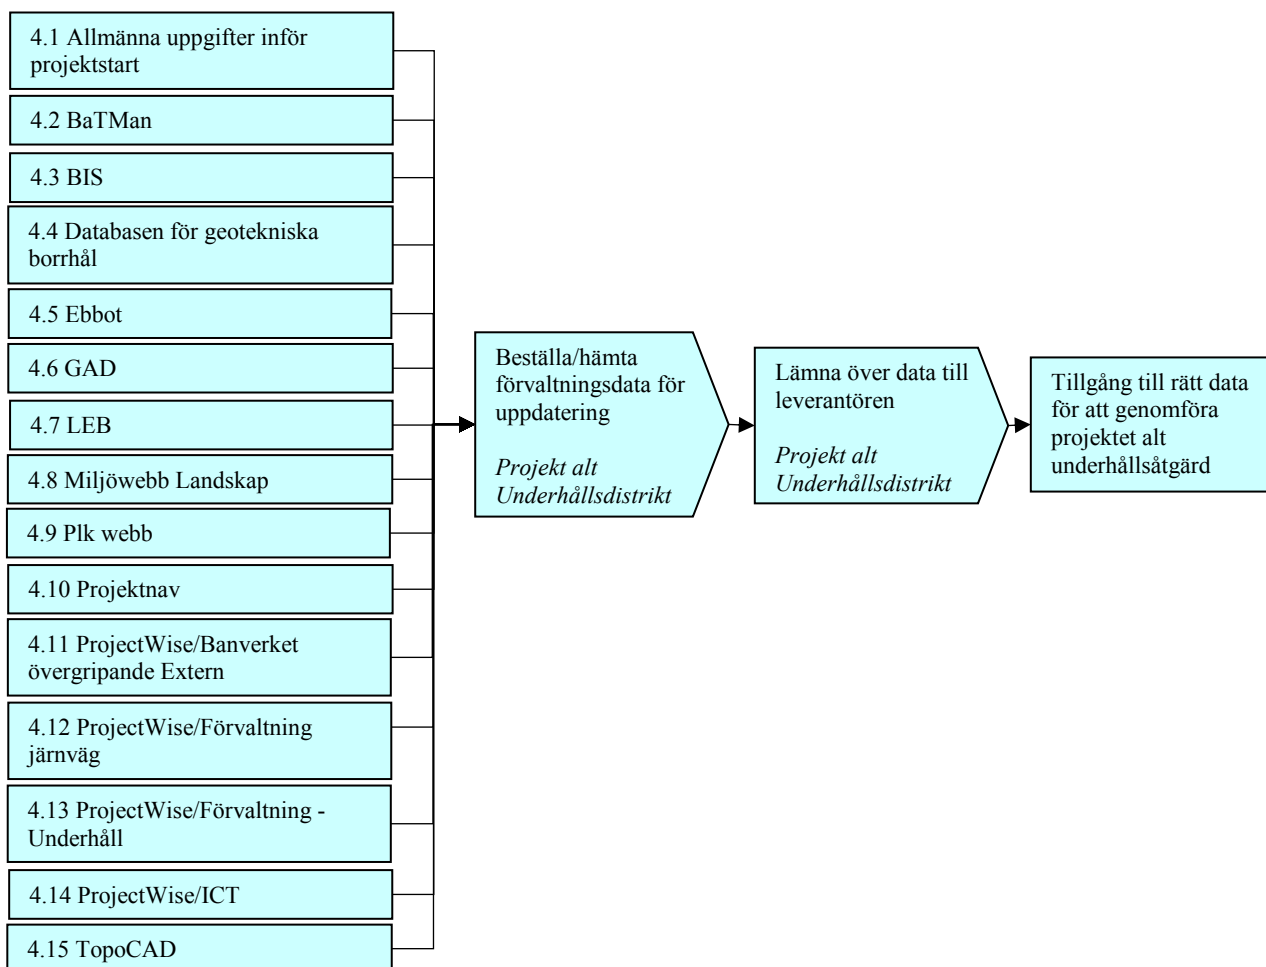 4.1 Allmänna uppgifter inför
projektstart
4.2 BaTMan
4.3 BIS
4.4 Databasen för geotekniska
borrhål
4.5 Ebbot
4.6 GAD
4.7 LEB
4.8 Miljöwebb Landskap
4.9 Plk webb
4.10 Projektnav
4.11 ProjectWise/Banverket
övergripande Extern
4.12 ProjectWise/Förvaltning
järnväg
4.13 ProjectWise/Förvaltning -
Underhåll
4.14 ProjectWise/ICT
4.15 TopoCAD
Beställa/hämta
förvaltningsdata för
uppdatering
Projekt alt
Underhållsdistrikt
Lämna över data till
leverantören
Projekt alt
Underhållsdistrikt
Tillgång till rätt data
för att genomföra
projektet alt
underhållsåtgärd